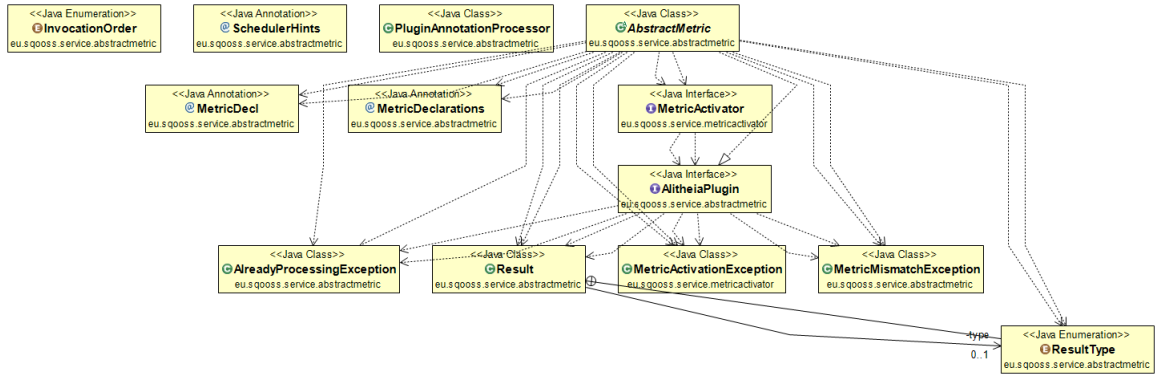 <<Java Enumeration>>
InvocationOrder
eu.sqooss.service.abstractmetric
<<Java Annotation>>
SchedulerHints
eu.sqooss.service.abstractmetric
<<Java Class>>
PluginAnnotationProcessor
eu.sqooss.service.abstractmetric
<<Java Class>>
AbstractMetric
eu.sqooss.service.abstractmetric
<<Java Annotation>>
MetricDecl
eu.sqooss.service.abstractmetric
<<Java Annotation>>
MetricDeclarations
eu.sqooss.service.abstractmetric
<<Java Interface>>
MetricActivator
eu.sqooss.service.metricactivator
<<Java Interface>>
AlitheiaPlugin
eu.sqooss.service.abstractmetric
<<Java Class>>
AlreadyProcessingException
eu.sqooss.service.abstractmetric
<<Java Class>>
Result
eu.sqooss.service.abstractmetric
<<Java Class>>
MetricActivationException
eu.sqooss.service.metricactivator
<<Java Class>>
MetricMismatchException
eu.sqooss.service.abstractmetric
-type
0..1
<<Java Enumeration>>
ResultType
eu.sqooss.service.abstractmetric